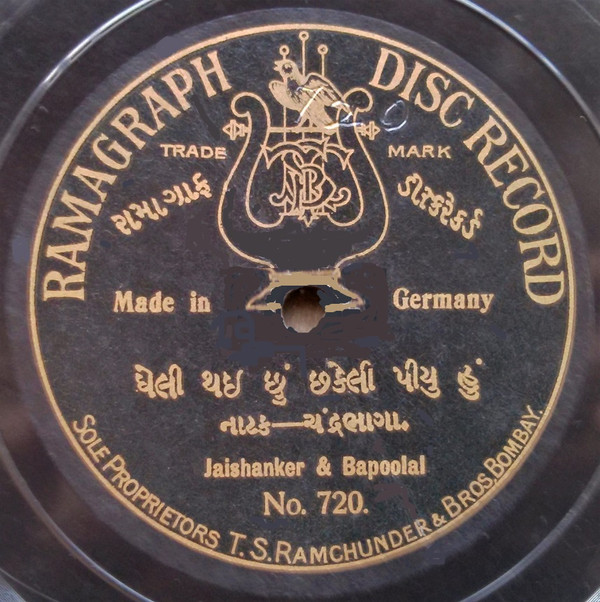 RAMAGRAPH DISC RECORD
720
TRADE MARK
રામાગ્રાફ ડીસ્કરેકર્ડ
Made in Germany
ઘેલી થઇ છું છકેલી પીયુ હું
નાટક—ચંદ્રભાગા.
Jaishanker & Bapoolal
No. 720.
SOLE PROPRIETORS T. S. RAMCHUNDER & BROS, BOMBAY.